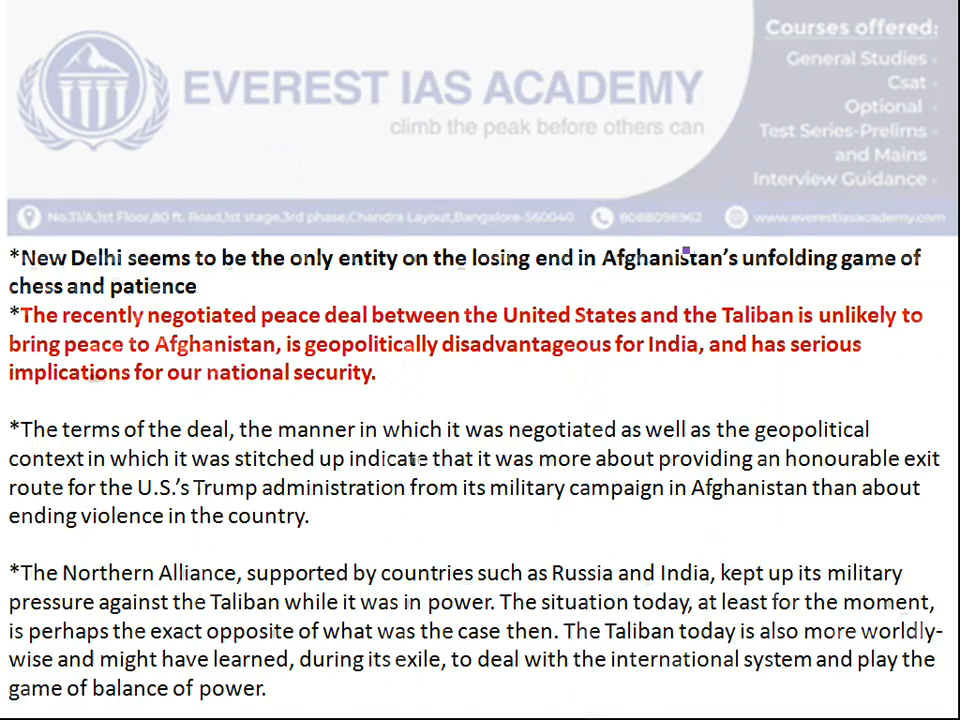 Courses offered:
General Studies
Csat
Optional
Test Series-Prelims
and Mains
Interview Guidance
EVEREST IAS ACADEMY
climb the peak before others can
No.31/A,1st Floor,80 ft. Road,1st stage,3rd phase,Chandra Layout,Bangalore-560040
8088096962
www.everestiasacademy.com
*New Delhi seems to be the only entity on the losing end in Afghanistan's unfolding game of
chess and patience
*The recently negotiated peace deal between the United States and the Taliban is unlikely to
bring peace to Afghanistan, is geopolitically disadvantageous for India, and has serious
implications for our national security.
*The terms of the deal, the manner in which it was negotiated as well as the geopolitical
context in which it was stitched up indicate that it was more about providing an honourable exit
route for the U.S.'s Trump administration from its military campaign in Afghanistan than about
ending violence in the country.
*The Northern Alliance, supported by countries such as Russia and India, kept up its military
pressure against the Taliban while it was in power. The situation today, at least for the moment,
is perhaps the exact opposite of what was the case then. The Taliban today is also more worldly-
wise and might have learned, during its exile, to deal with the international system and play the
game of balance of power.